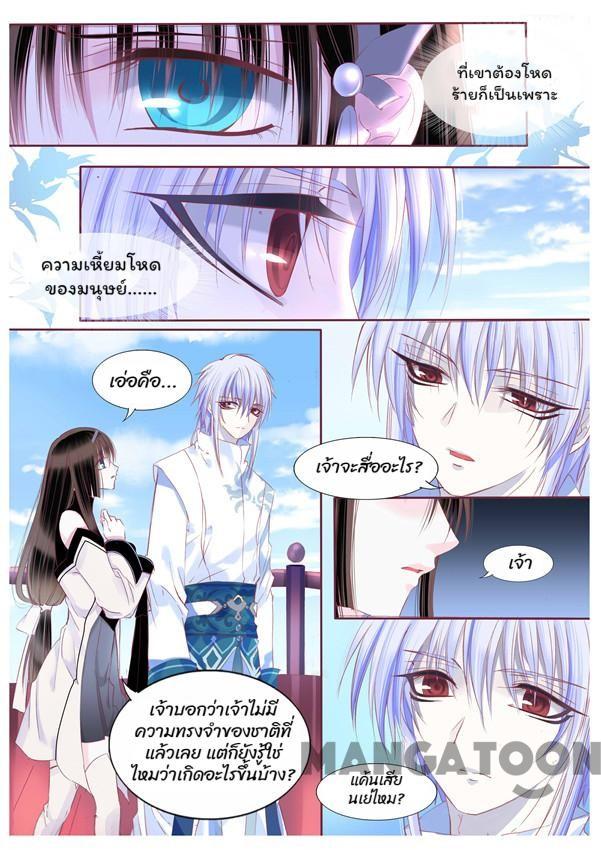 ที่เขาต้องโหด
ร้ายก็เป็นเพราะ
ความเหี้ยมโหด
ของมนุษย์......
เอ่อคือ...
เจ้าจะสื่ออะไร?
เจ้า
เจ้าบอกว่าเจ้าไม่มี
ความทรงจำของชาติที่
แล้วเลย แต่ก็ยังรู้ใช่
ไหมว่าเกิดอะไรขึ้นบ้าง?
แค้นเสีย
นเย่ไหม?
MANGATOON